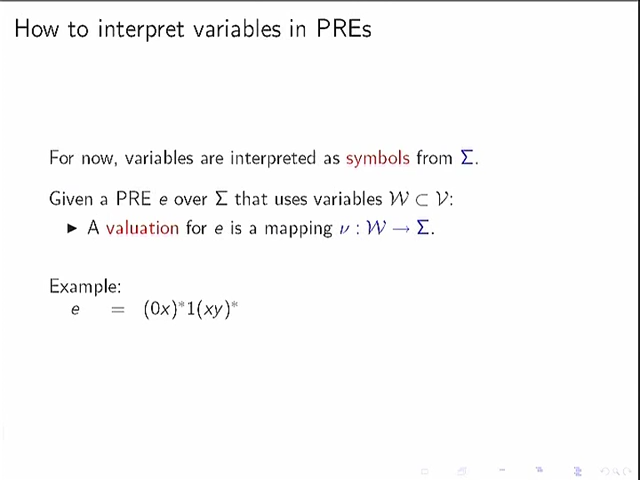 How to interpret variables in PREs
For now, variables are interpreted as symbols from Σ.
Given a PRE e over Σ that uses variables 𝒲 ⊂ 𝒱:
▶ A valuation for e is a mapping ν : 𝒲 → Σ.
Example:
e = (0x)*1(xy)*